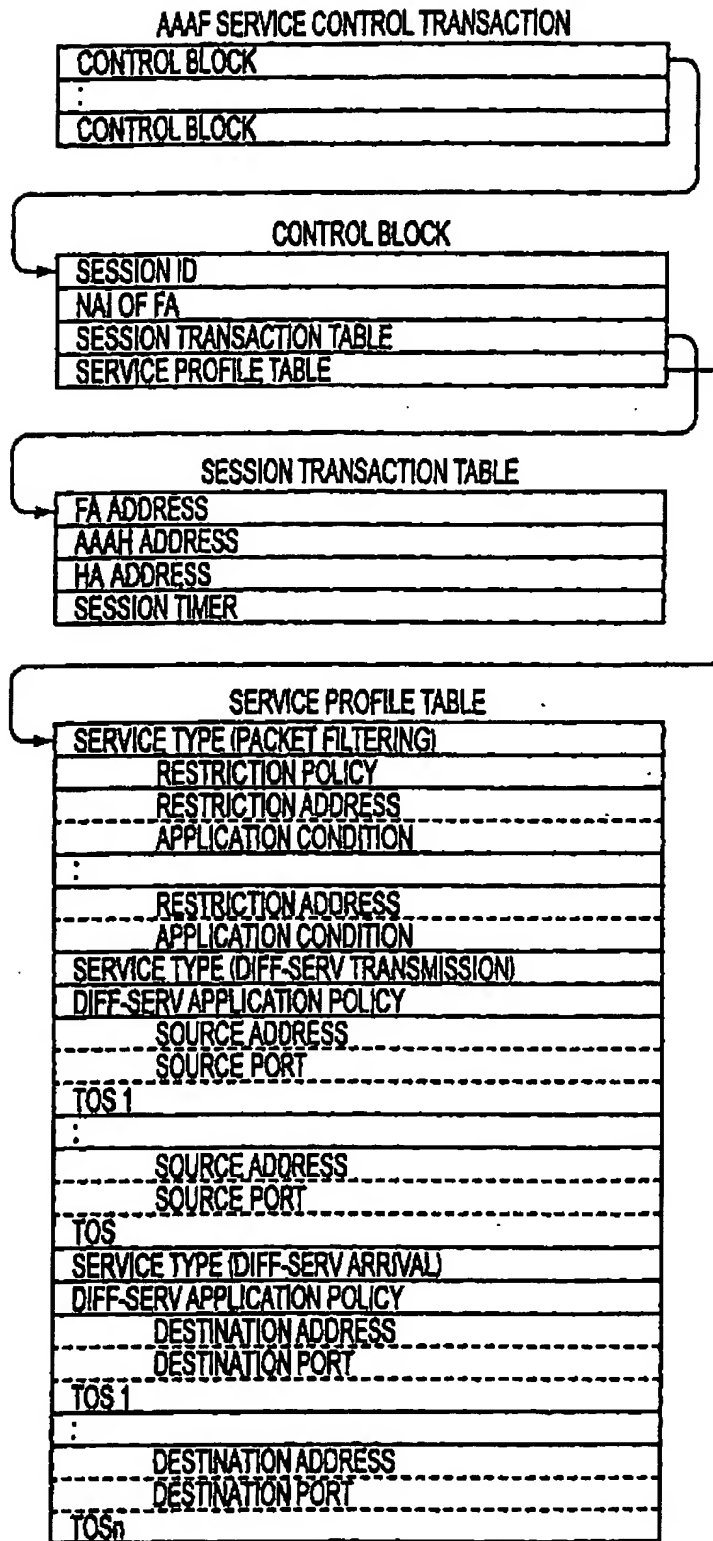 AAAF SERVICE CONTROL TRANSACTION
CONTROL BLOCK
:
CONTROL BLOCK
CONTROL BLOCK
SESSION ID
NAI OF FA
SESSION TRANSACTION TABLE
SERVICE PROFILE TABLE
SESSION TRANSACTION TABLE
FA ADDRESS
AAAH ADDRESS
HA ADDRESS
SESSION TIMER
SERVICE PROFILE TABLE
SERVICE TYPE (PACKET FILTERING)
RESTRICTION POLICY
RESTRICTION ADDRESS
APPLICATION CONDITION
:
RESTRICTION ADDRESS
APPLICATION CONDITION
SERVICE TYPE (DIFF-SERV TRANSMISSION)
DIFF-SERV APPLICATION POLICY
SOURCE ADDRESS
SOURCE PORT
TOS 1
:
SOURCE ADDRESS
SOURCE PORT
TOS
SERVICE TYPE (DIFF-SERV ARRIVAL)
DIFF-SERV APPLICATION POLICY
DESTINATION ADDRESS
DESTINATION PORT
TOS 1
:
DESTINATION ADDRESS
DESTINATION PORT
TOSn